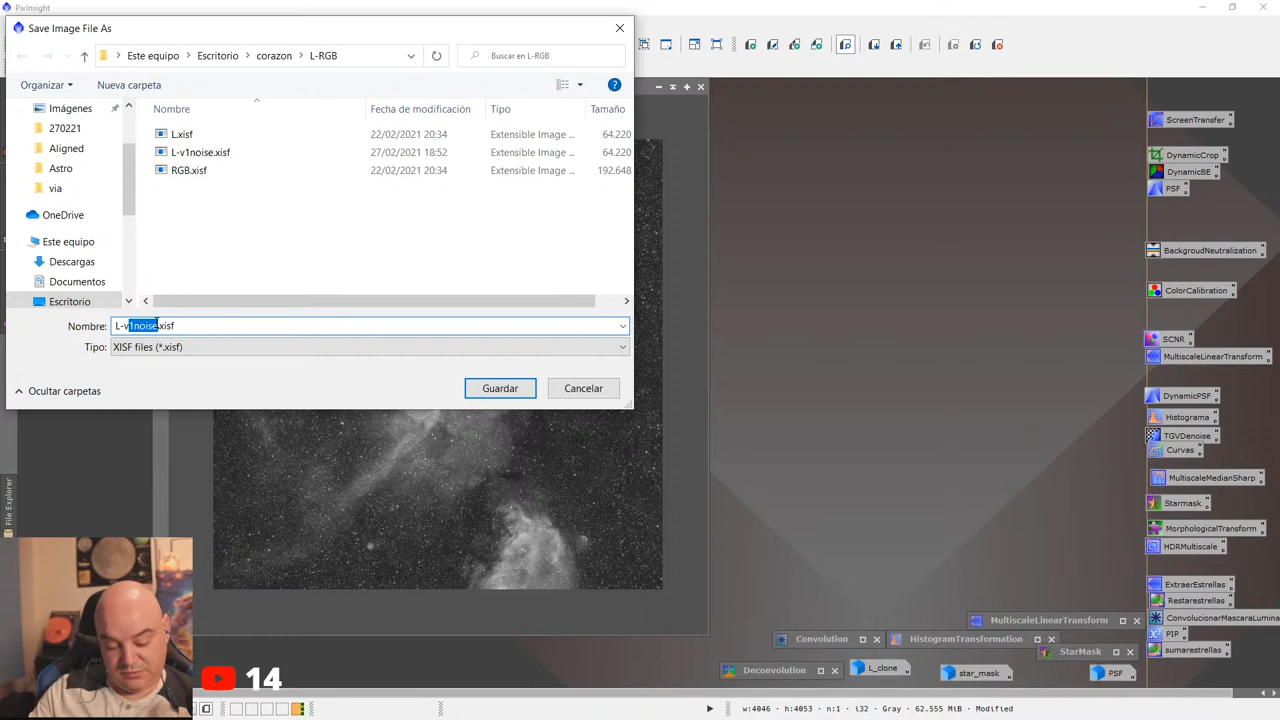 PixInsight
Save Image File As
Este equipo
Escritorio
corazon
L-RGB
Buscar en L-RGB
Organizar
Nueva carpeta
Imágenes
270221
Aligned
Astro
via
OneDrive
Este equipo
Descargas
Documentos
Escritorio
Nombre
Fecha de modificación
Tipo
Tamaño
L.xisf
22/02/2021 20:34
Extensible Image ...
64.220
L-v1noise.xisf
27/02/2021 18:52
Extensible Image ...
64.220
RGB.xisf
22/02/2021 20:34
Extensible Image ...
192.648
Nombre:
L-v1noise.xisf
Tipo:
XISF files (*.xisf)
Ocultar carpetas
Guardar
Cancelar
ScreenTransfer
DynamicCrop
DynamicBE
PSF
BackgroudNeutralization
ColorCalibration
SCNR
MultiscaleLinearTransform
DynamicPSF
Histograma
TGVDenoise
Curvas
MultiscaleMedianSharp
Starmask
MorphologicalTransform
HDRMultiscale
ExtraerEstrellas
Restarestrellas
ConvolucionarMascaraLumina
PIP
sumarestrellas
File Explorer
MultiscaleLinearTransform
Convolution
HistogramTransformation
StarMask
Deconvolution
L_clone
star_mask
PSF
14
w:4046 h:4053 n:1 i32 Gray 62.555 MiB Modified